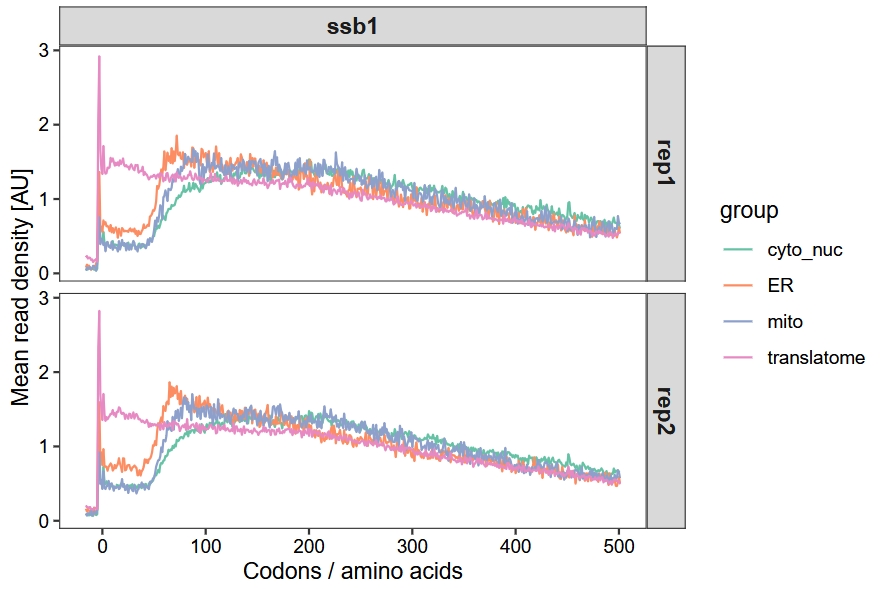 ssb1
3
2
1
0
rep1
3
2
1
0
rep2
Mean read density [AU]
0 100 200 300 400 500
Codons / amino acids
group
cyto_nuc
ER
mito
translatome